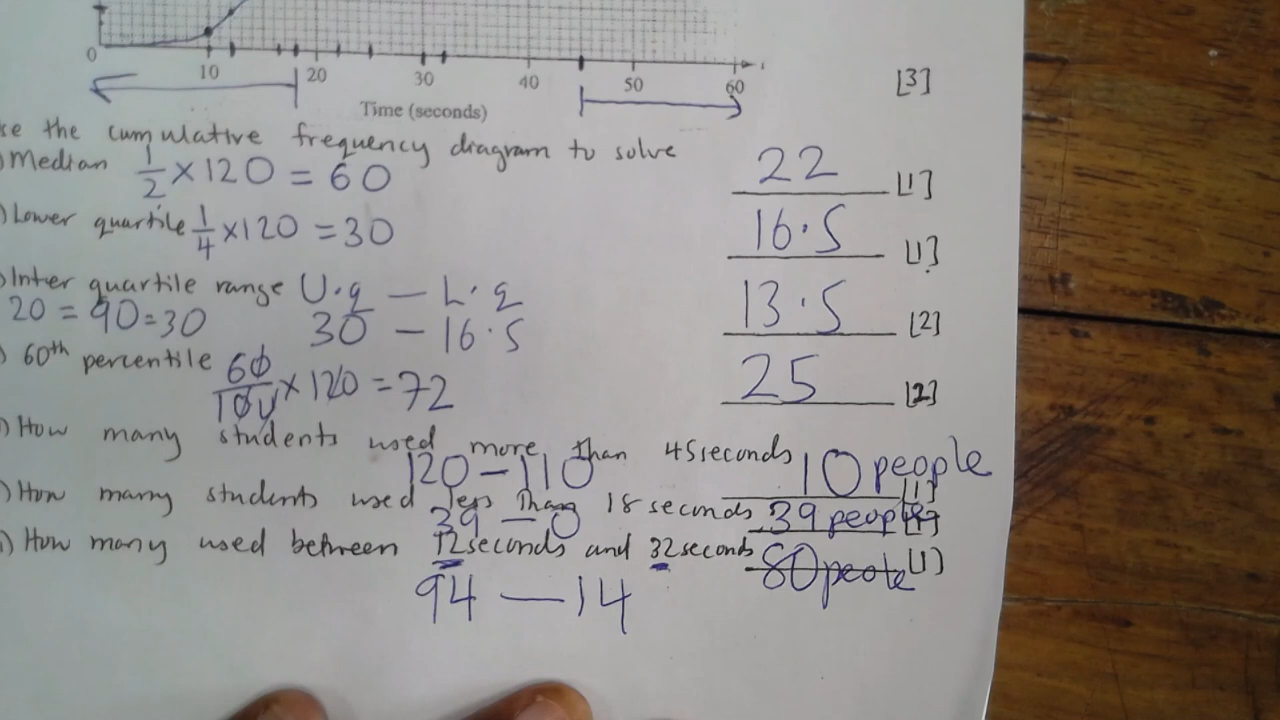 0 10 20 30 40 50 60
Time (seconds) [3]
se the cumulative frequency diagram to solve
) Median 1/2 × 120 = 60 22 [1]
) Lower quartile 1/4 × 120 = 30 16.5 [1]
) Inter quartile range U.q — L.q 13.5 [2]
20 = 90=30 30 — 16.5
) 60th percentile 60/100 × 120 = 72 25 [2]
) How many students used more than 45seconds 10 people [1]
120 — 110
) How many students used less than 18 seconds 39 people
39 — 0
) How many used between 12seconds and 32seconds 80 [1]
94 — 14